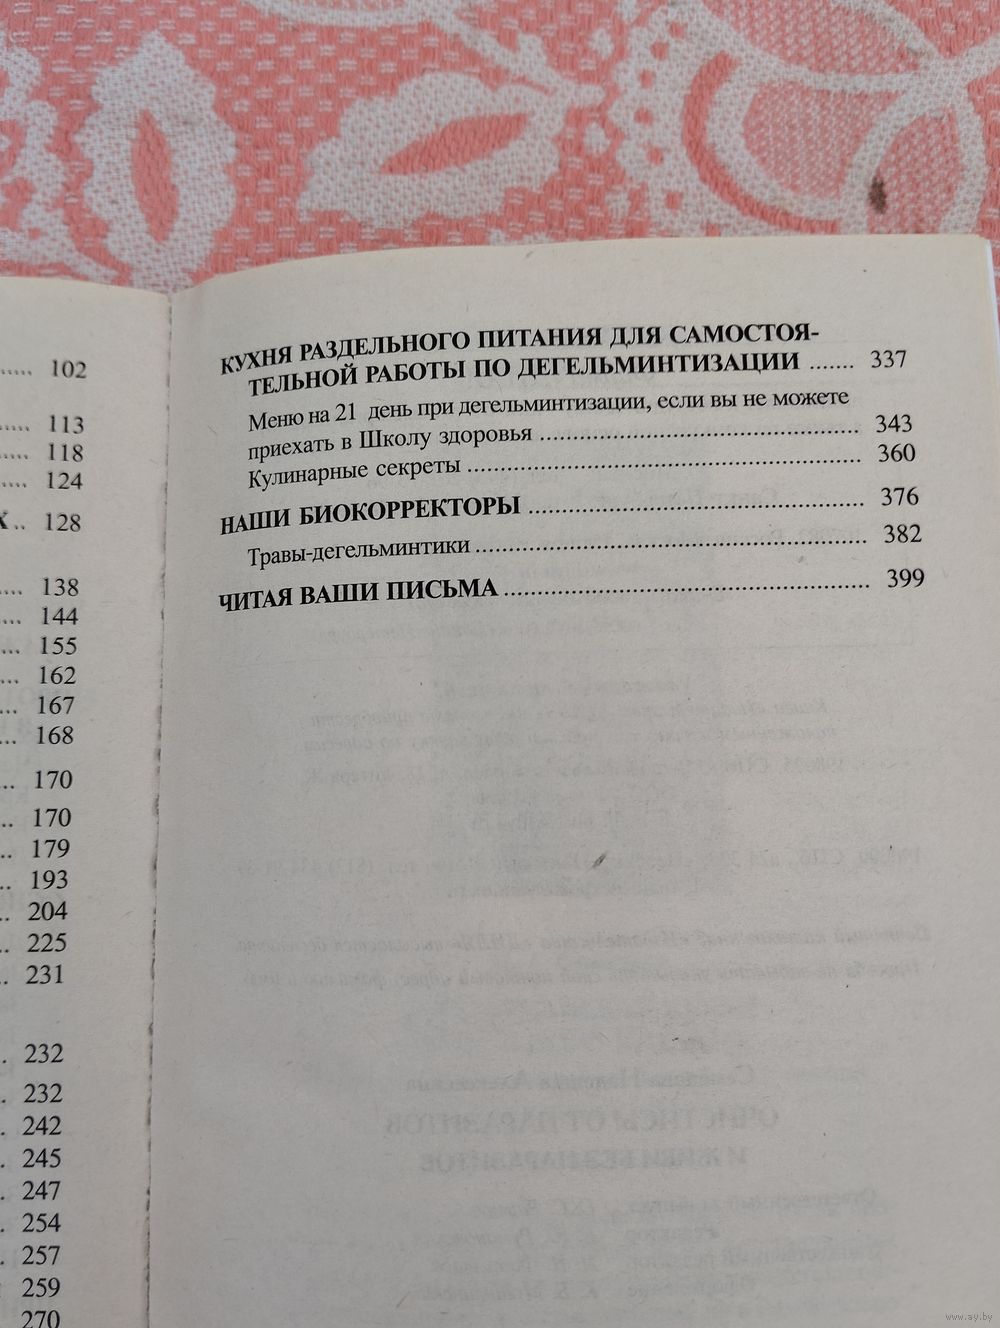 102
113
118
124
Х.. 128
138
144
155
162
167
168
170
170
179
193
204
225
231
232
232
242
245
247
254
257
259
270
КУХНЯ РАЗДЕЛЬНОГО ПИТАНИЯ ДЛЯ САМОСТОЯ-
ТЕЛЬНОЙ РАБОТЫ ПО ДЕГЕЛЬМИНТИЗАЦИИ ....... 337
Меню на 21 день при дегельминтизации, если вы не можете
приехать в Школу здоровья ................................................ 343
Кулинарные секреты ........................................................... 360
НАШИ БИОКОРРЕКТОРЫ .................................................. 376
Травы-дегельминтики ........................................................... 382
ЧИТАЯ ВАШИ ПИСЬМА ...................................................... 399
www.ay.by